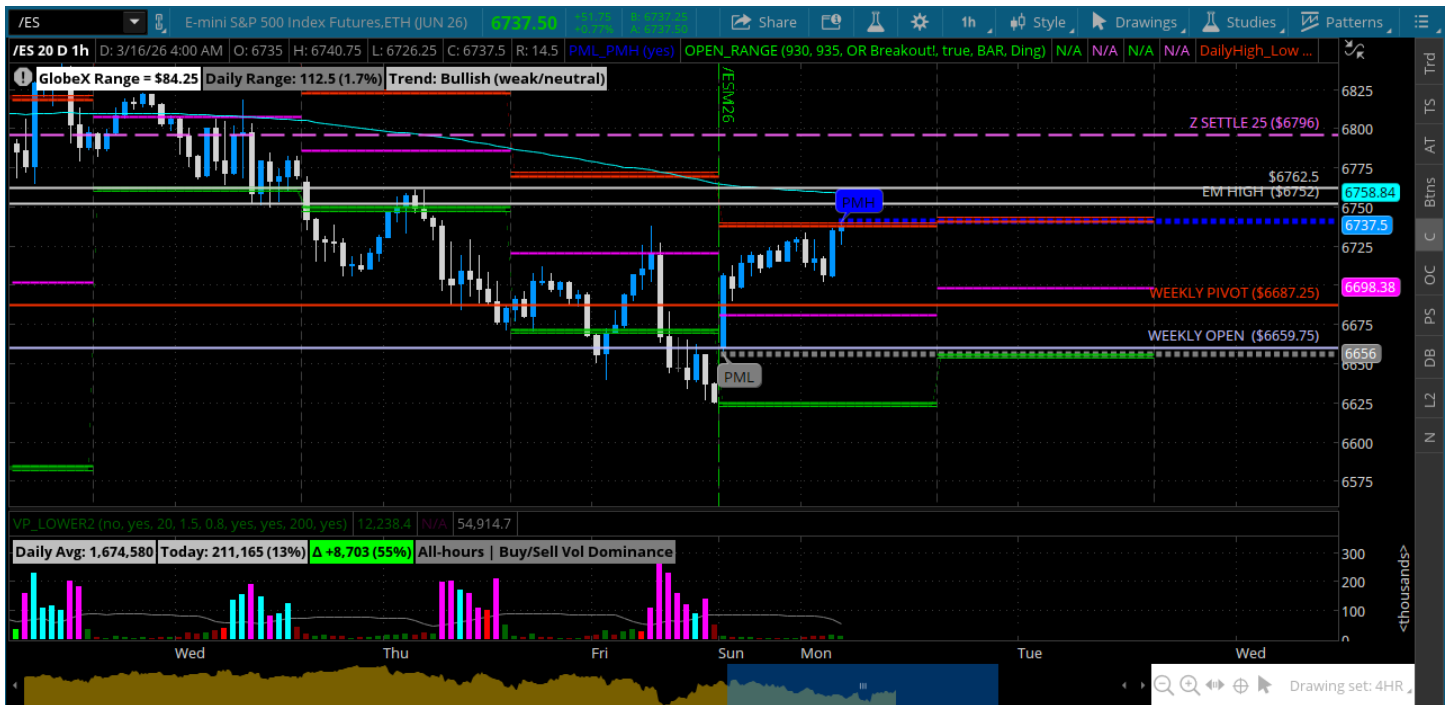 /ES E-mini S&P 500 Index Futures,ETH (JUN 26) 6737.50 +51.75 +0.77% B: 6737.25 A: 6737.50 Share 1h Style Drawings Studies Patterns
/ES 20 D 1h D: 3/16/26 4:00 AM O: 6735 H: 6740.75 L: 6726.25 C: 6737.5 R: 14.5 PML_PMH (yes) OPEN_RANGE (930, 935, OR Breakout!, true, BAR, Ding) N/A N/A N/A N/A DailyHigh_Low ...
GlobeX Range = $84.25 Daily Range: 112.5 (1.7%) Trend: Bullish (weak/neutral)
/ESM26
6825
Z SETTLE 25 ($6796)
6800
6775
$6762.5
EM HIGH ($6752)
6758.84
6750
PMH
6737.5
6725
6698.38
WEEKLY PIVOT ($6687.25)
6675
WEEKLY OPEN ($6659.75)
6656
6650
PML
6625
6600
6575
VP_LOWER2 (no, yes, 20, 1.5, 0.8, yes, yes, 200, yes) 12,238.4 N/A 54,914.7
Daily Avg: 1,674,580 Today: 211,165 (13%) Δ +8,703 (55%) All-hours | Buy/Sell Vol Dominance
300
200
100
0
<thousands>
Wed Thu Fri Sun Mon Tue Wed
Drawing set: 4HR
Trd
TS
AT
Btns
C
OC
PS
DB
L2
N